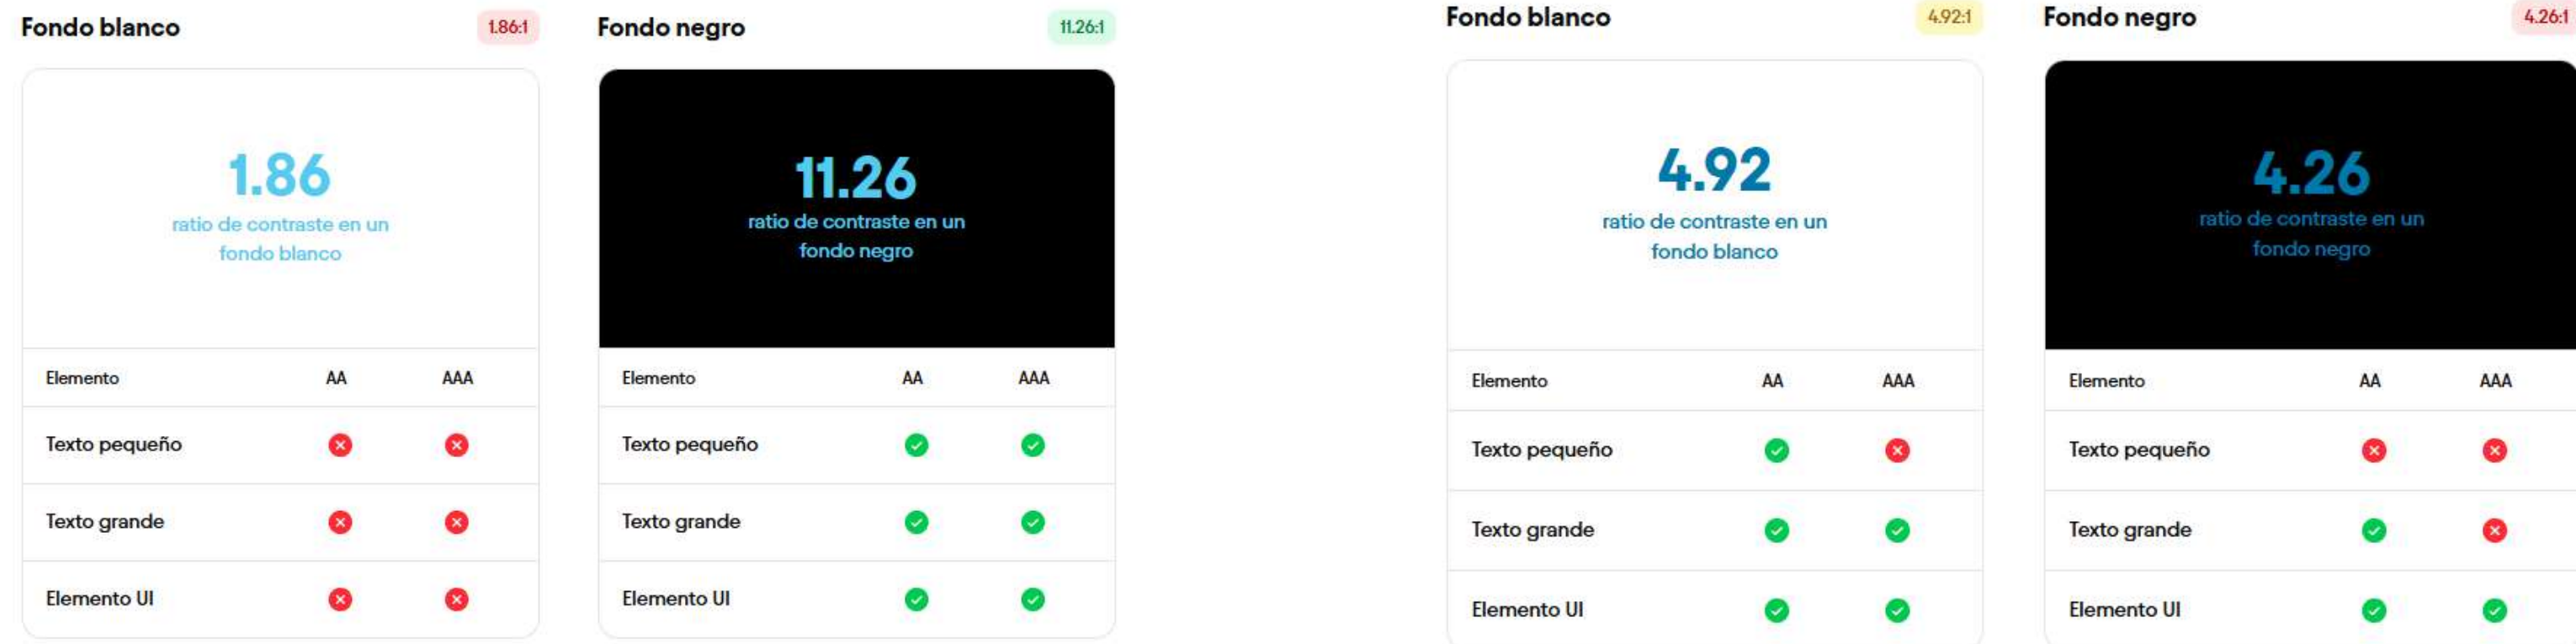 Fondo blanco
1.86:1
1.86
ratio de contraste en un
fondo blanco
Elemento AA AAA
Texto pequeño
Texto grande
Elemento UI
Fondo negro
11.26:1
11.26
ratio de contraste en un
fondo negro
Elemento AA AAA
Texto pequeño
Texto grande
Elemento UI
Fondo blanco
4.92:1
4.92
ratio de contraste en un
fondo blanco
Elemento AA AAA
Texto pequeño
Texto grande
Elemento UI
Fondo negro
4.26:1
4.26
ratio de contraste en un
fondo negro
Elemento AA AAA
Texto pequeño
Texto grande
Elemento UI